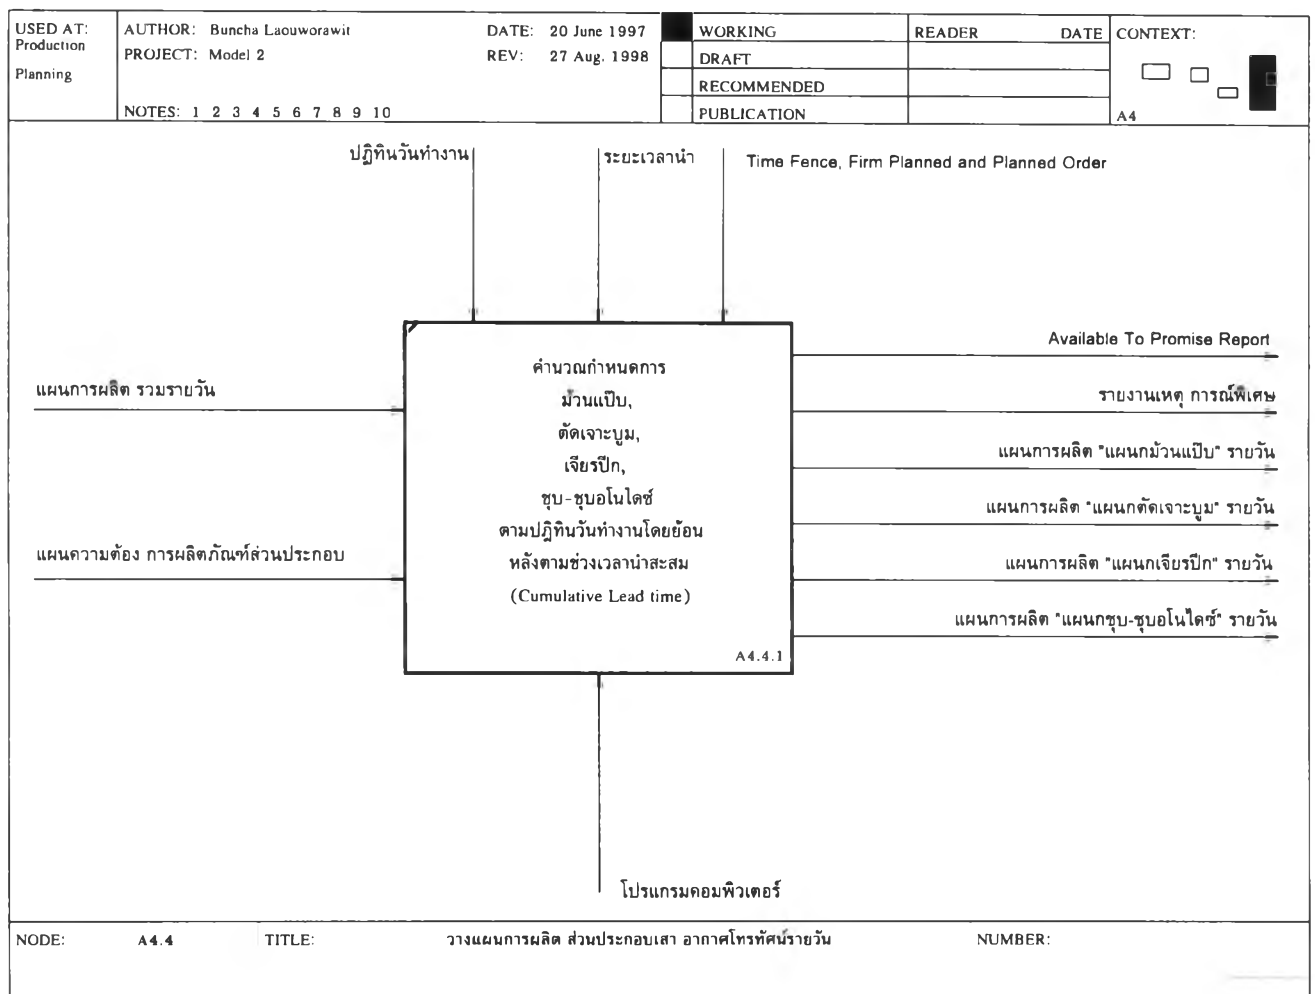 USED AT:
Production
Planning
AUTHOR: Buncha Laouworawit
PROJECT: Model 2
NOTES: 1 2 3 4 5 6 7 8 9 10
DATE: 20 June 1997
REV: 27 Aug. 1998
WORKING
DRAFT
RECOMMENDED
PUBLICATION
READER DATE
CONTEXT:
A4
ปฏิทินวันทำงาน
ระยะเวลานำ
Time Fence, Firm Planned and Planned Order
แผนการผลิต รวมรายวัน
แผนความต้อง การผลิตภัณฑ์ส่วนประกอบ
คำนวณกำหนดการ
ม้วนแป๊บ,
ตัดเจาะบูม,
เจียรปีก,
ชุบ-ชุบอโนไดซ์
ตามปฏิทินวันทำงานโดยย้อน
หลังตามช่วงเวลานำสะสม
(Cumulative Lead time)
A4.4.1
Available To Promise Report
รายงานเหตุ การณ์พิเศษ
แผนการผลิต "แผนกม้วนแป๊บ" รายวัน
แผนการผลิต "แผนกตัดเจาะบูม" รายวัน
แผนการผลิต "แผนกเจียรปีก" รายวัน
แผนการผลิต "แผนกชุบ-ชุบอโนไดซ์" รายวัน
โปรแกรมคอมพิวเตอร์
NODE: A4.4
TITLE: วางแผนการผลิต ส่วนประกอบเสา อากาศโทรทัศน์รายวัน
NUMBER: